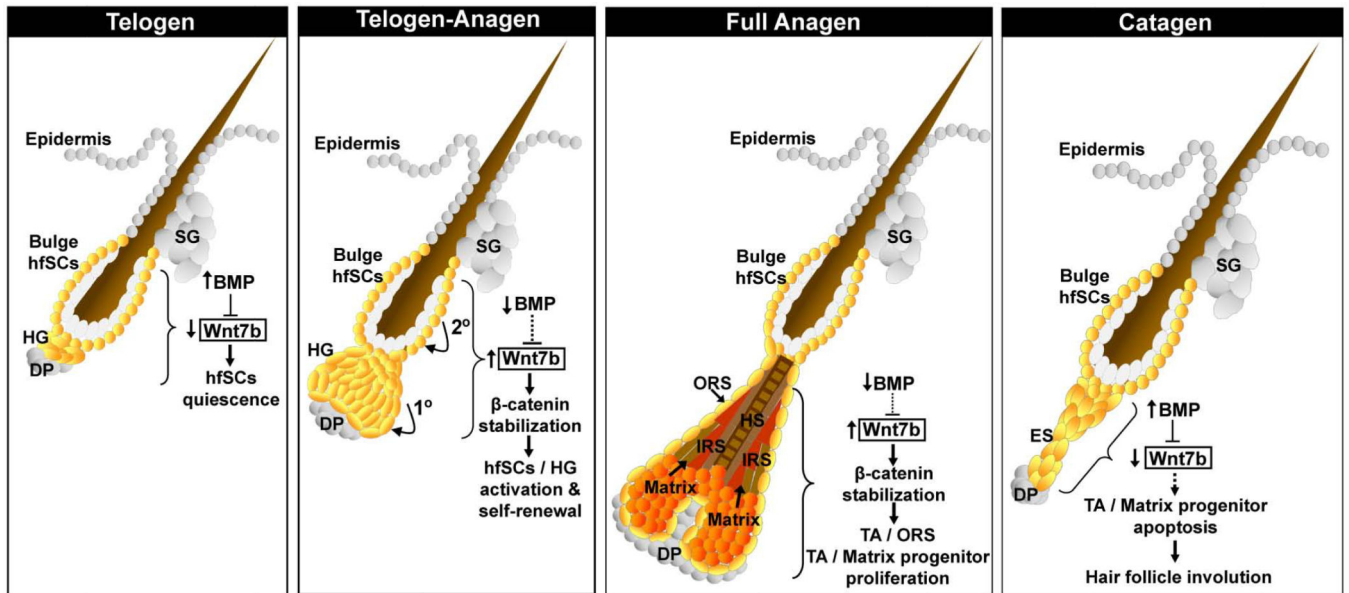 Telogen
Epidermis
SG
Bulge
hfSCs
↑BMP
↓ Wnt7b
hfSCs
quiescence
HG
DP
Telogen-Anagen
Epidermis
SG
Bulge
hfSCs
↓BMP
2º
HG
↑ Wnt7b
β-catenin
stabilization
1º
DP
hfSCs / HG
activation &
self-renewal
Full Anagen
Epidermis
SG
Bulge
hfSCs
ORS
HS
IRS
IRS
Matrix
Matrix
DP
↓BMP
↑ Wnt7b
β-catenin
stabilization
TA / ORS
TA / Matrix progenitor
proliferation
Catagen
Epidermis
SG
Bulge
hfSCs
ES
DP
↑BMP
↓ Wnt7b
TA / Matrix progenitor
apoptosis
Hair follicle involution